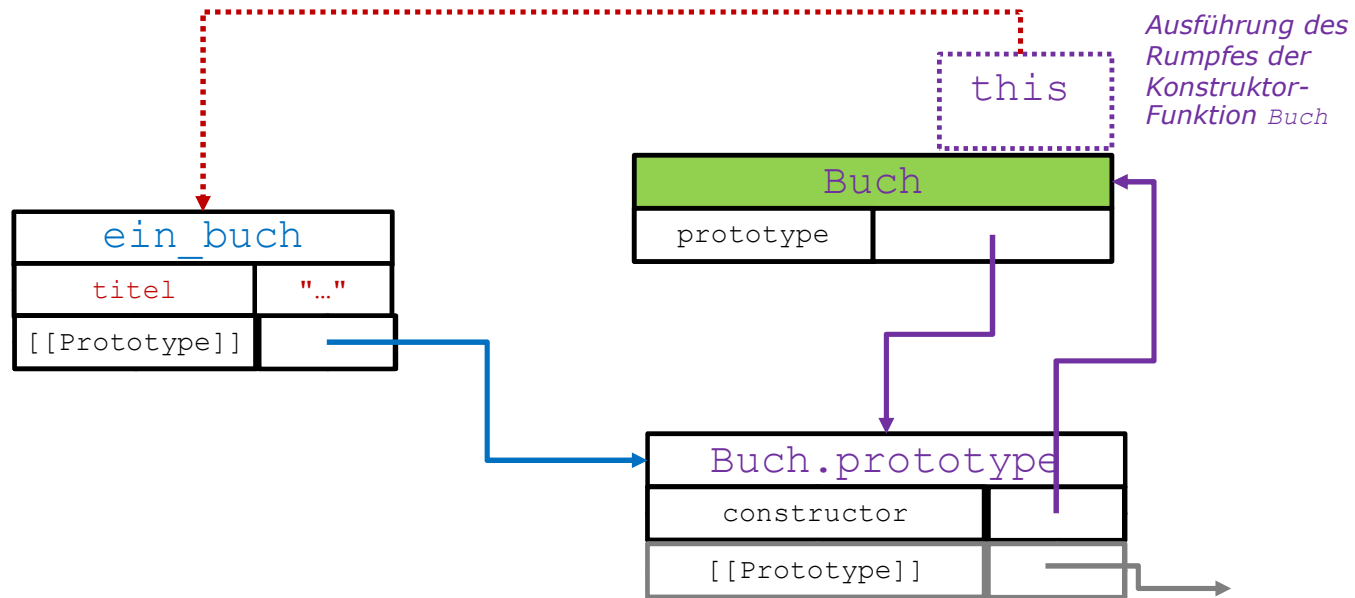 Ausführung des
Rumpfes der
Konstruktor-
Funktion Buch
this
Buch
prototype
ein_buch
titel "…"
[[Prototype]]
Buch.prototype
constructor
[[Prototype]]